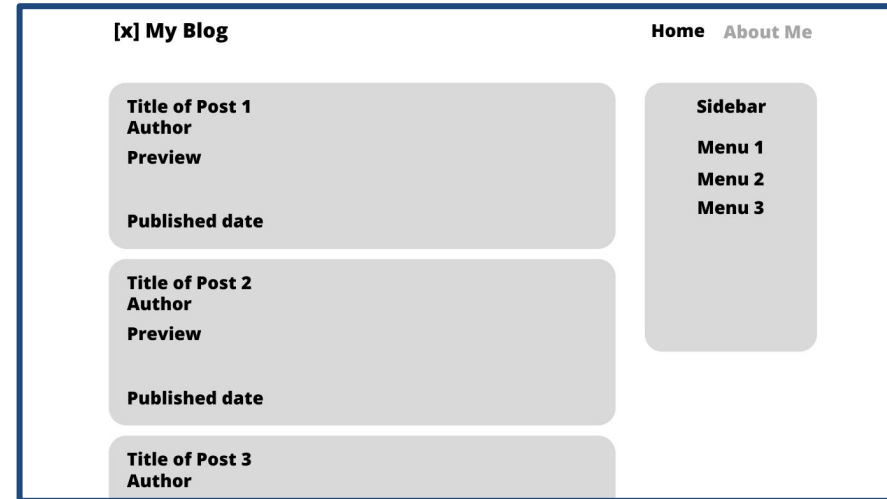 [x] My Blog
Home About Me
Title of Post 1
Author
Preview
Published date
Title of Post 2
Author
Preview
Published date
Title of Post 3
Author
Sidebar
Menu 1
Menu 2
Menu 3